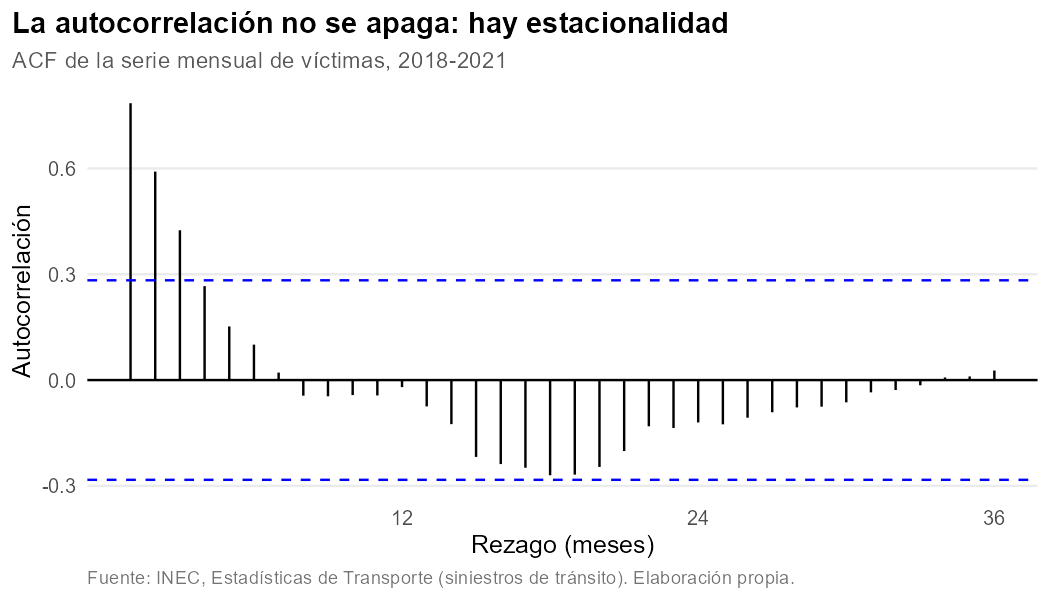 La autocorrelación no se apaga: hay estacionalidad
ACF de la serie mensual de víctimas, 2018-2021
Autocorrelación
0.6
0.3
0.0
-0.3
12 24 36
Rezago (meses)
Fuente: INEC, Estadísticas de Transporte (siniestros de tránsito). Elaboración propia.